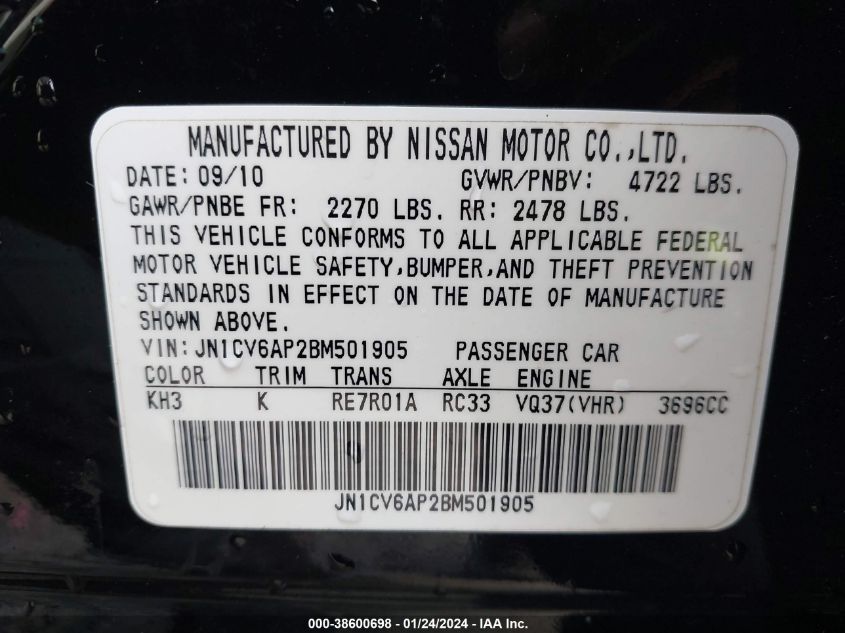 MANUFACTURED BY NISSAN MOTOR CO.,LTD.
DATE: 09/10 GVWR/PNBV: 4722 LBS.
GAWR/PNBE FR: 2270 LBS. RR: 2478 LBS.
THIS VEHICLE CONFORMS TO ALL APPLICABLE FEDERAL
MOTOR VEHICLE SAFETY,BUMPER,AND THEFT PREVENTION
STANDARDS IN EFFECT ON THE DATE OF MANUFACTURE
SHOWN ABOVE.
VIN:JN1CV6AP2BM501905 PASSENGER CAR
COLOR TRIM TRANS AXLE ENGINE
KH3 K RE7R01A RC33 VQ37(VHR) 3696CC
JN1CV6AP2BM501905
000-38600698 - 01/24/2024 - IAA Inc.